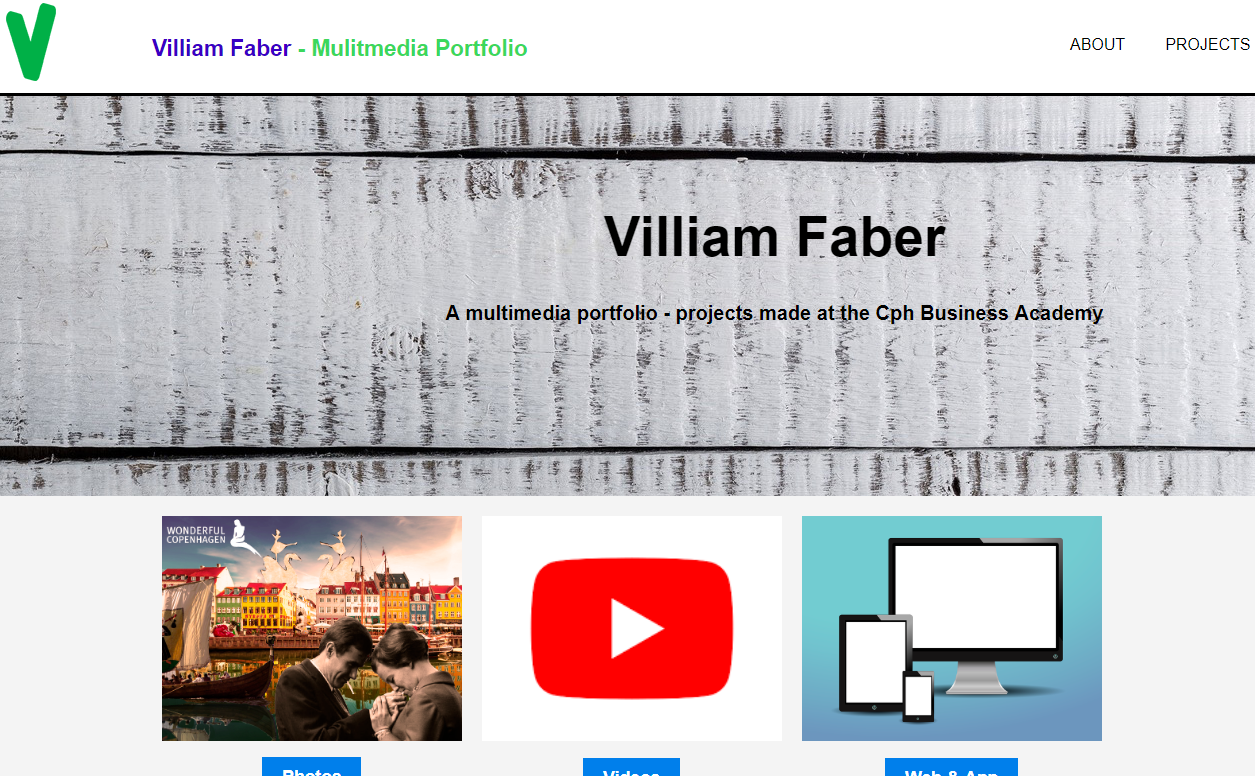 V
Villiam Faber - Mulitmedia Portfolio
ABOUT
PROJECTS
Villiam Faber
A multimedia portfolio - projects made at the Cph Business Academy
WONDERFUL
COPENHAGEN
Photos
Videos
Web & App